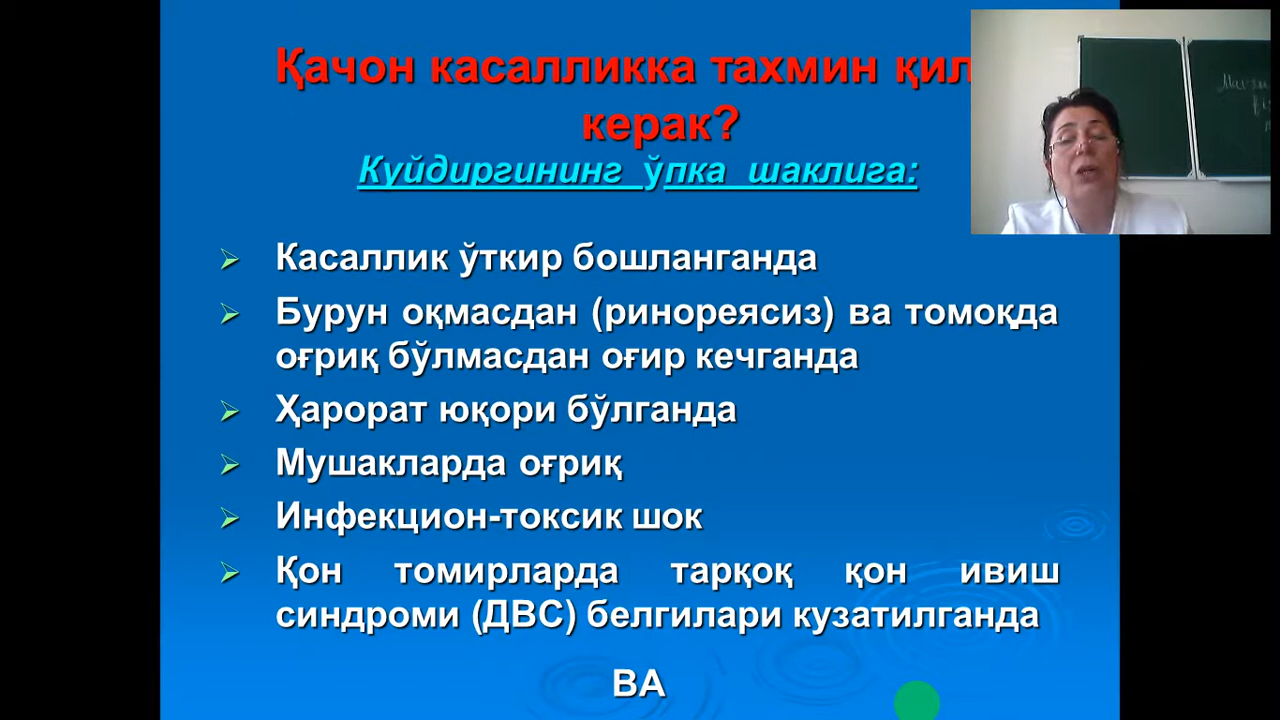 Қачон касалликка тахмин қил
керак?
Куйдиргининг ўпка шаклига:
Касаллик ўткир бошланганда
Бурун оқмасдан (ринореясиз) ва томоқда
оғриқ бўлмасдан оғир кечганда
Ҳарорат юқори бўлганда
Мушакларда оғриқ
Инфекцион-токсик шок
Қон томирларда тарқоқ қон ивиш
синдроми (ДВС) белгилари кузатилганда
ВА